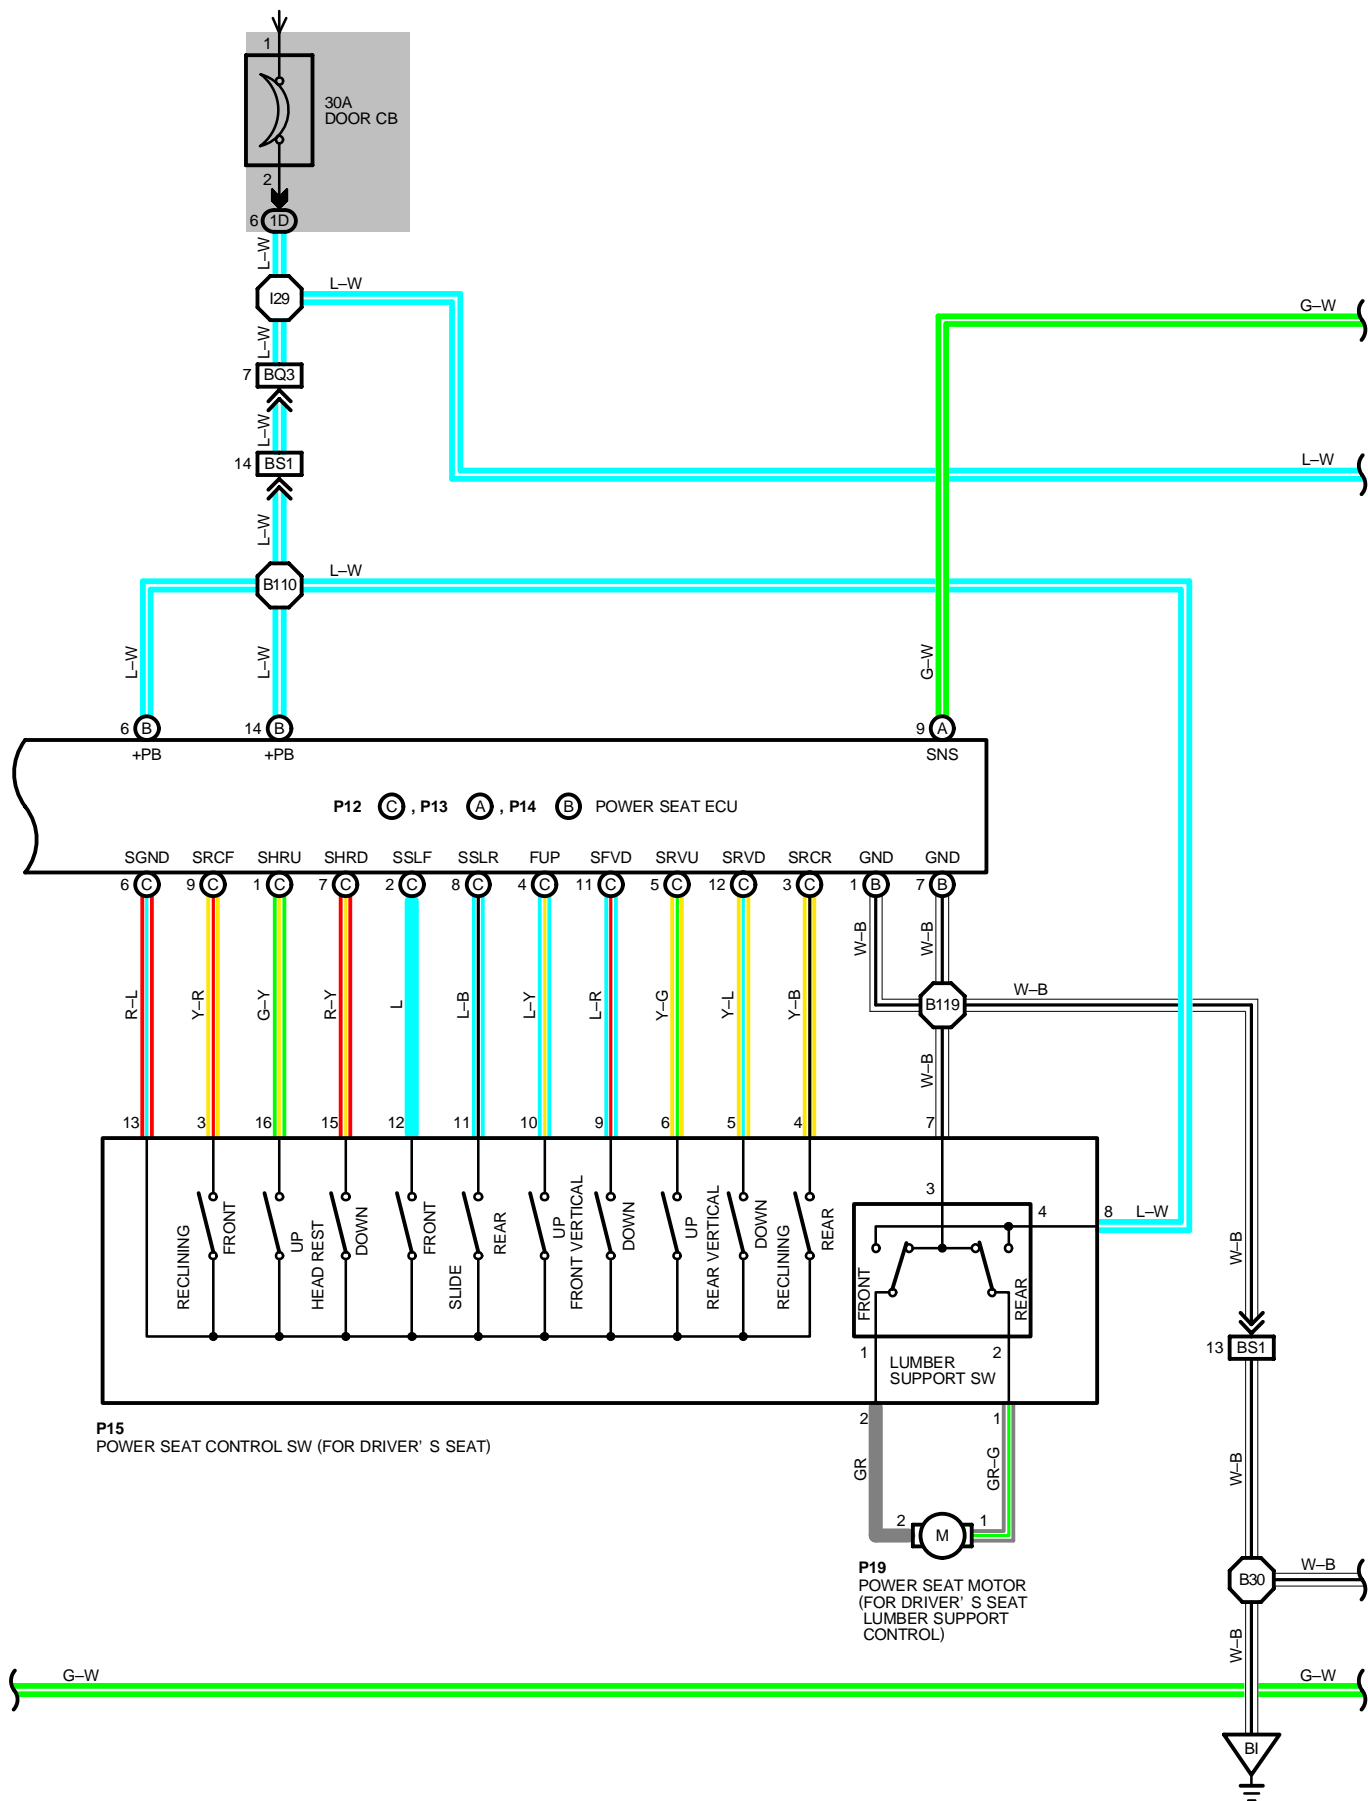 1
30A
DOOR CB
2
6 1D
L–W
I29
L–W
G–W
L–W
7 BQ3
L–W
14 BS1
L–W
L–W
B110
L–W
L–W
L–W
G–W
6 B
14 B
9 A
+PB
+PB
SNS
P12 C , P13 A , P14 B POWER SEAT ECU
SGND SRCF SHRU SHRD SSLF SSLR FUP SFVD SRVU SRVD SRCR GND GND
6 C 9 C 1 C 7 C 2 C 8 C 4 C 11 C 5 C 12 C 3 C 1 B 7 B
W–B
W–B
R–L
Y–R
G–Y
R–Y
L
L–B
L–Y
L–R
Y–G
Y–L
Y–B
B119
W–B
W–B
13 3 16 15 12 11 10 9 6 5 4 7
RECLINING
FRONT
UP
HEAD REST
DOWN
FRONT
SLIDE
REAR
UP
FRONT VERTICAL
DOWN
UP
REAR VERTICAL
DOWN
RECLINING
REAR
3
4
8 L–W
FRONT
REAR
W–B
1
2
LUMBER
SUPPORT SW
13 BS1
P15
POWER SEAT CONTROL SW (FOR DRIVER' S SEAT)
2
1
GR
GR–G
W–B
2 M 1
P19
POWER SEAT MOTOR
(FOR DRIVER' S SEAT
LUMBER SUPPORT
CONTROL)
B30
W–B
W–B
G–W
G–W
BI